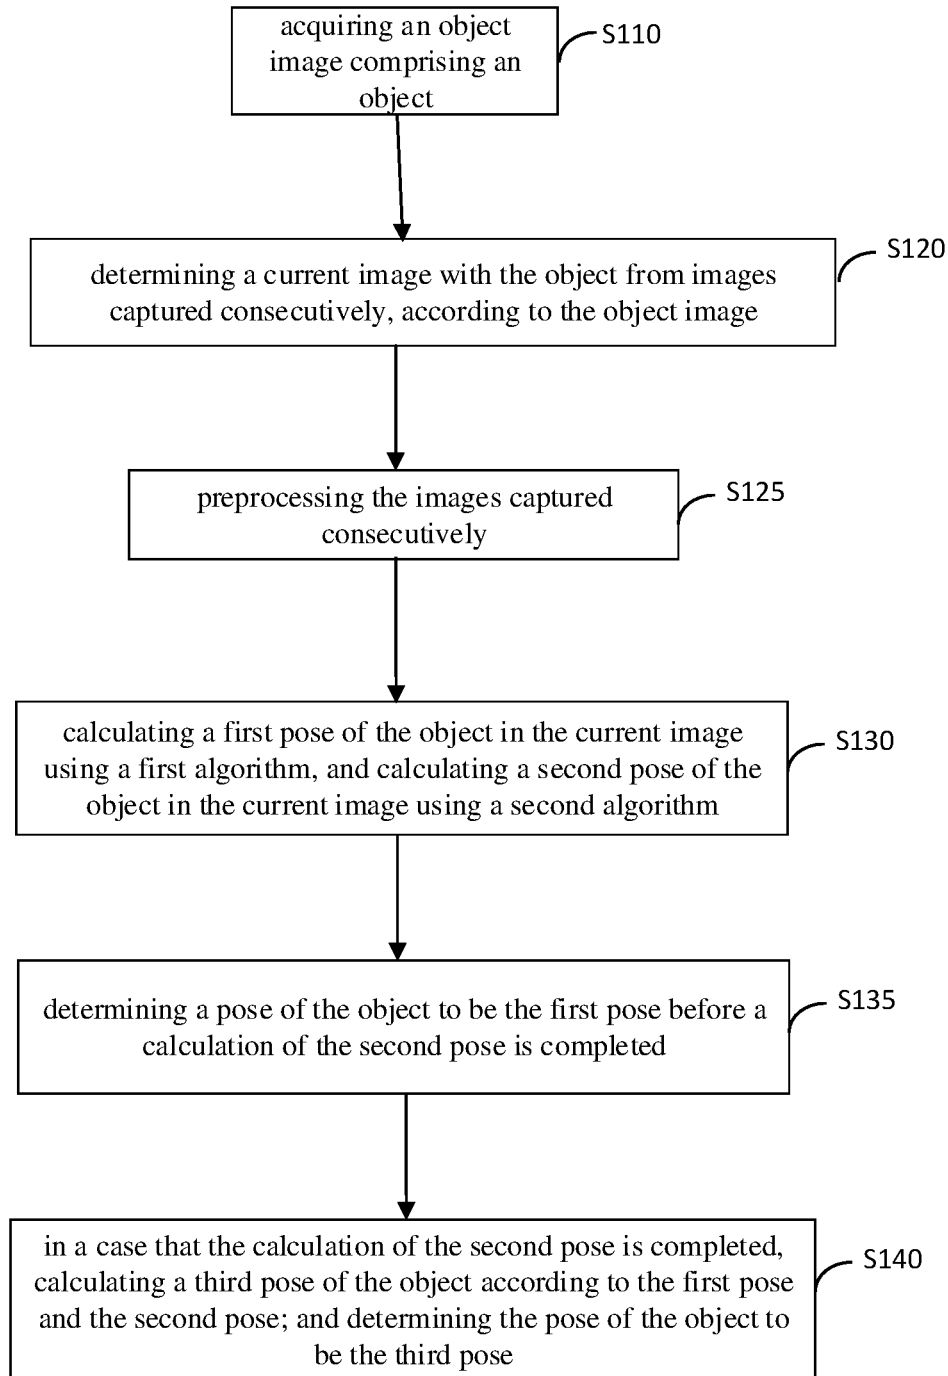 acquiring an object
image comprising an
object
S110
determining a current image with the object from images
captured consecutively, according to the object image
S120
preprocessing the images captured
consecutively
S125
calculating a first pose of the object in the current image
using a first algorithm, and calculating a second pose of the
object in the current image using a second algorithm
S130
determining a pose of the object to be the first pose before a
calculation of the second pose is completed
S135
in a case that the calculation of the second pose is completed,
calculating a third pose of the object according to the first pose
and the second pose; and determining the pose of the object to
be the third pose
S140